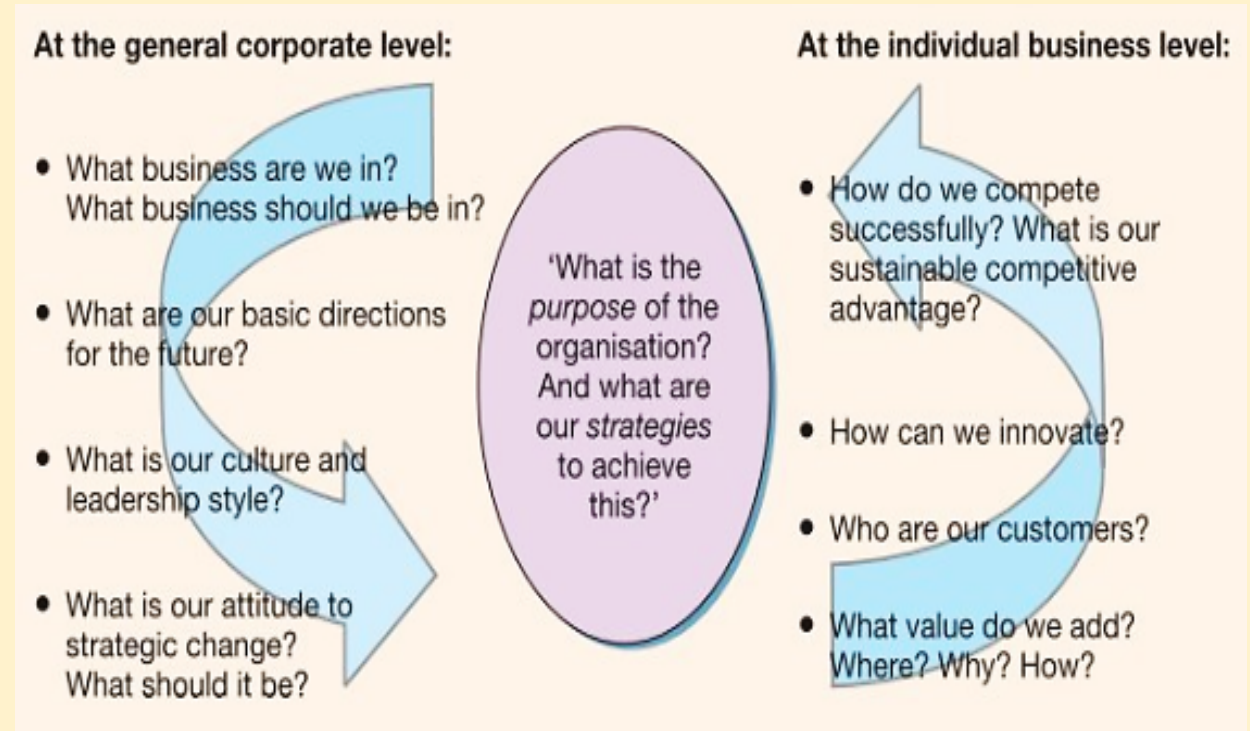 At the general corporate level:
• What business are we in?
What business should we be in?
• What are our basic directions
for the future?
• What is our culture and
leadership style?
• What is our attitude to
strategic change?
What should it be?
‘What is the
purpose of the
organisation?
And what are
our strategies
to achieve
this?’
At the individual business level:
• How do we compete
successfully? What is our
sustainable competitive
advantage?
• How can we innovate?
• Who are our customers?
• What value do we add?
Where? Why? How?